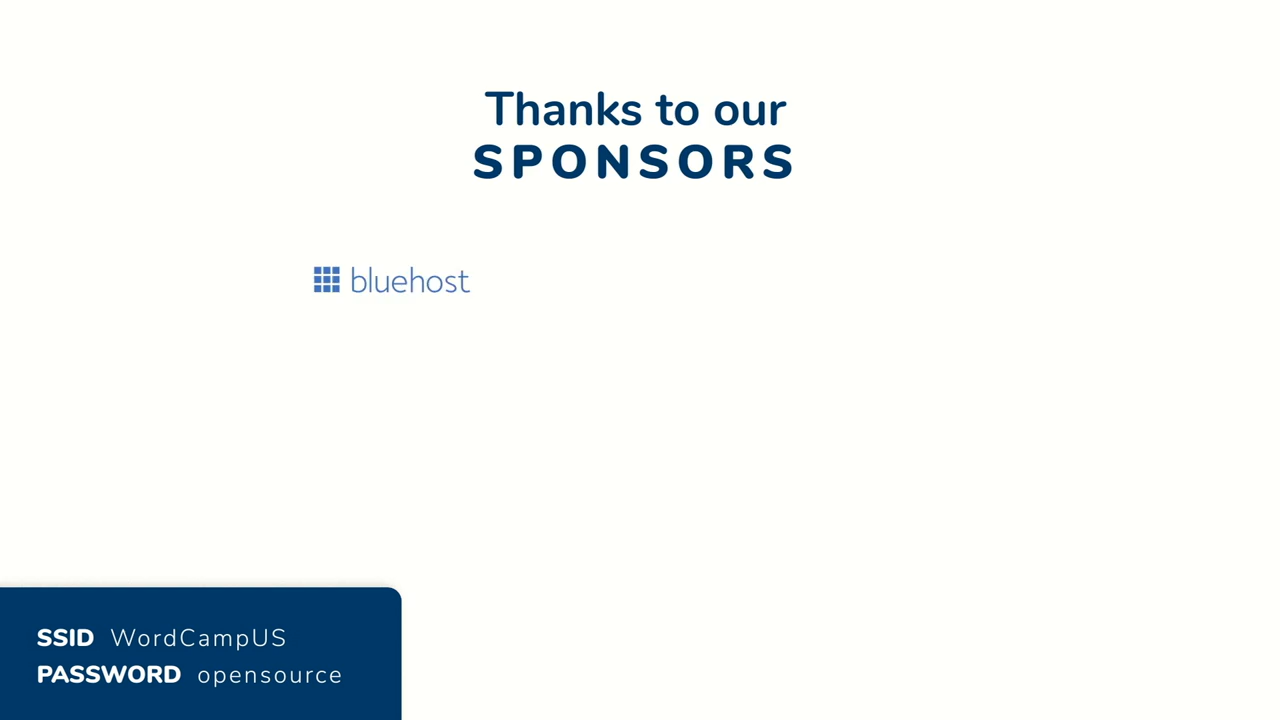 Thanks to our
SPONSORS
bluehost
SSID WordCampUS
PASSWORD opensource